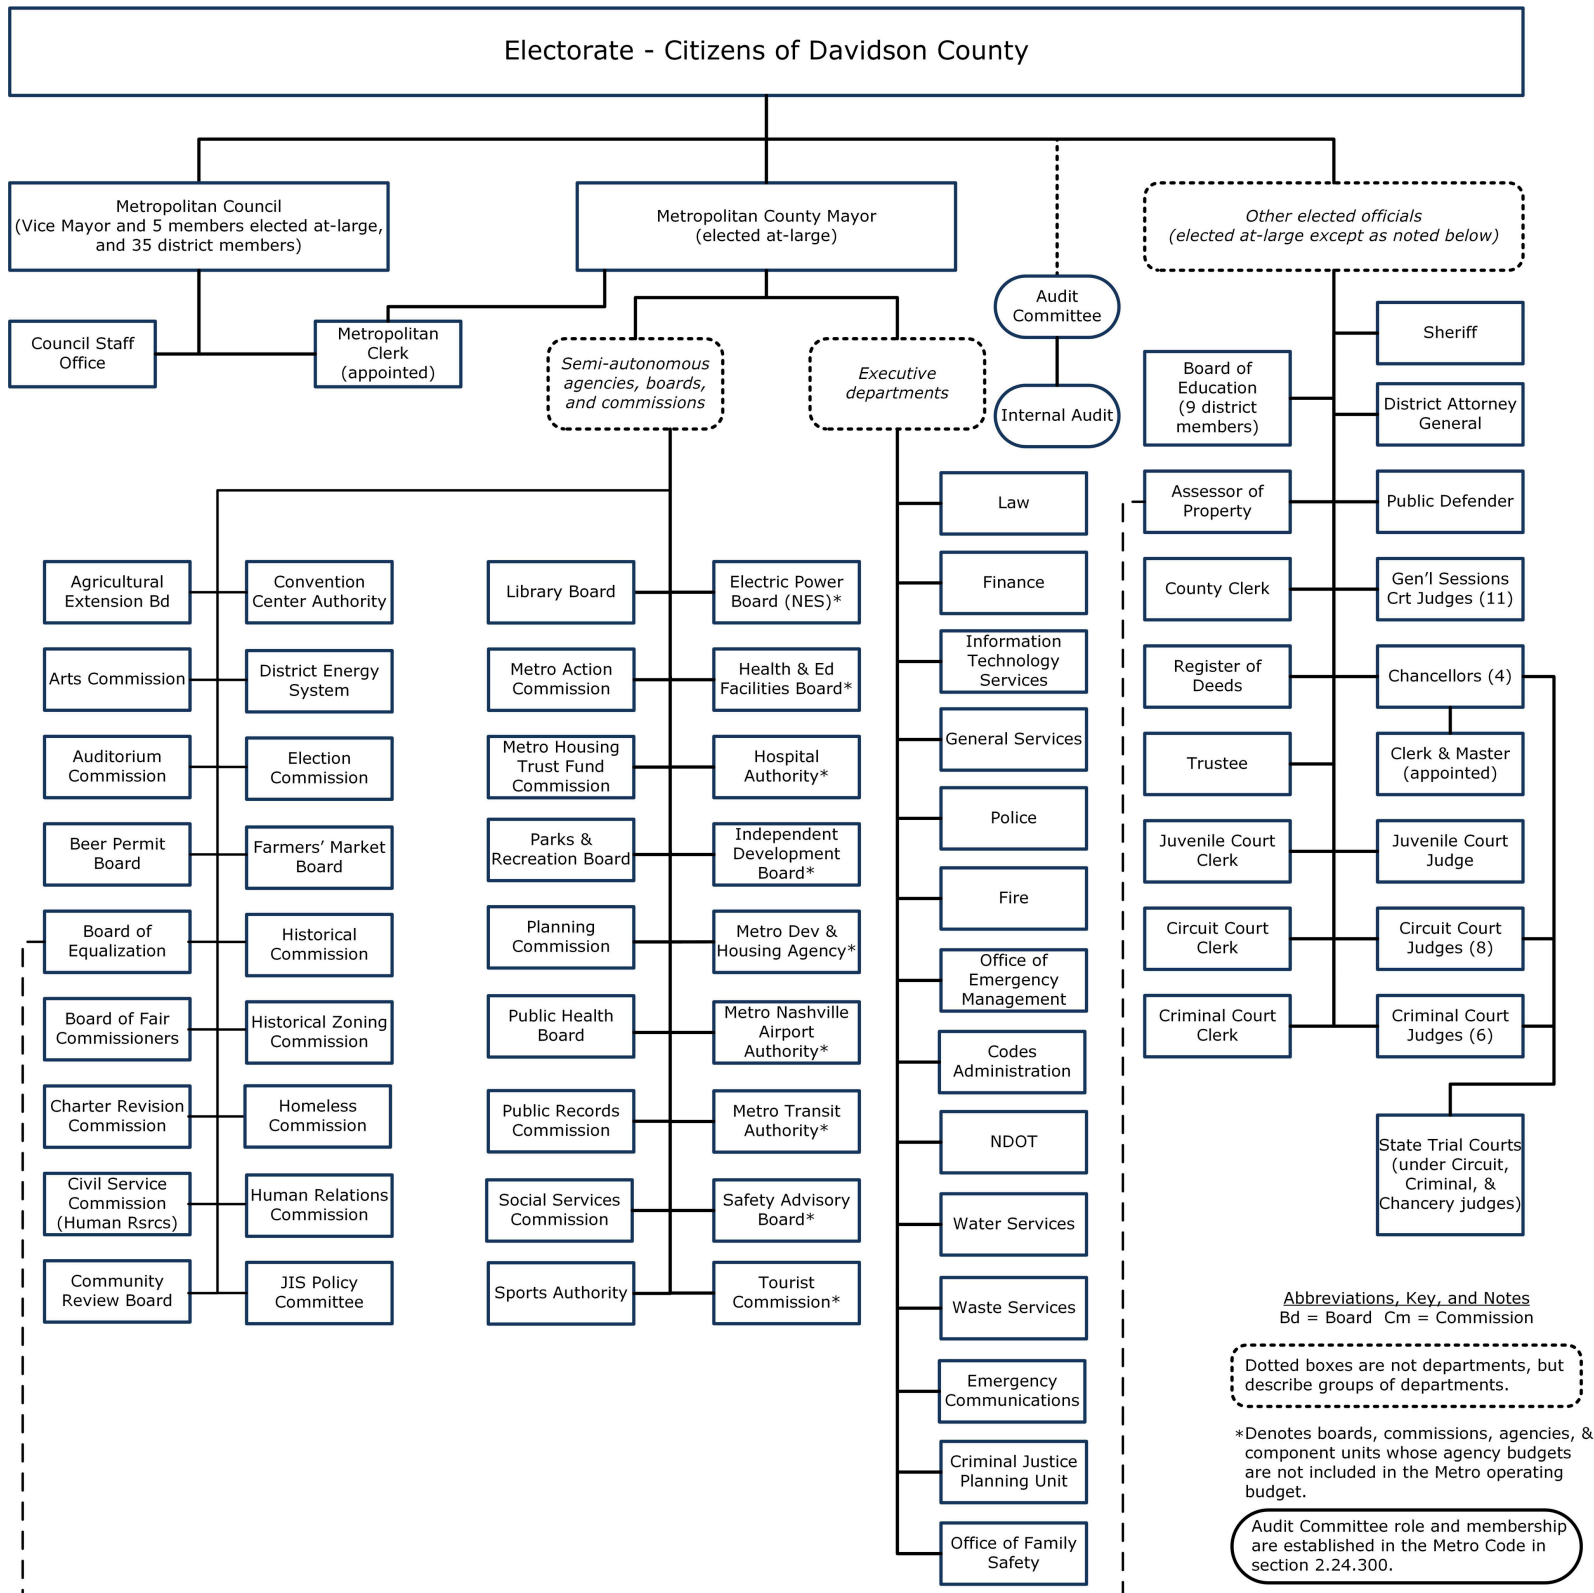 Electorate - Citizens of Davidson County
Metropolitan Council
(Vice Mayor and 5 members elected at-large,
and 35 district members)
Metropolitan County Mayor
(elected at-large)
Other elected officials
(elected at-large except as noted below)
Council Staff
Office
Metropolitan
Clerk
(appointed)
Semi-autonomous
agencies, boards,
and commissions
Executive
departments
Audit
Committee
Internal Audit
Agricultural
Extension Bd
Arts Commission
Auditorium
Commission
Beer Permit
Board
Board of
Equalization
Board of Fair
Commissioners
Charter Revision
Commission
Civil Service
Commission
(Human Rsrcs)
Community
Review Board
Convention
Center Authority
District Energy
System
Election
Commission
Farmers’ Market
Board
Historical
Commission
Historical Zoning
Commission
Homeless
Commission
Human Relations
Commission
JIS Policy
Committee
Library Board
Metro Action
Commission
Metro Housing
Trust Fund
Commission
Parks &
Recreation Board
Planning
Commission
Public Health
Board
Public Records
Commission
Social Services
Commission
Sports Authority
Electric Power
Board (NES)*
Health & Ed
Facilities Board*
Hospital
Authority*
Independent
Development
Board*
Metro Dev &
Housing Agency*
Metro Nashville
Airport
Authority*
Metro Transit
Authority*
Safety Advisory
Board*
Tourist
Commission*
Law
Finance
Information
Technology
Services
General Services
Police
Fire
Office of
Emergency
Management
Codes
Administration
NDOT
Water Services
Waste Services
Emergency
Communications
Criminal Justice
Planning Unit
Office of Family
Safety
Board of
Education
(9 district
members)
Assessor of
Property
County Clerk
Register of
Deeds
Trustee
Juvenile Court
Clerk
Circuit Court
Clerk
Criminal Court
Clerk
Sheriff
District Attorney
General
Public Defender
Gen’l Sessions
Crt Judges (11)
Chancellors (4)
Clerk & Master
(appointed)
Juvenile Court
Judge
Circuit Court
Judges (8)
Criminal Court
Judges (6)
State Trial Courts
(under Circuit,
Criminal, &
Chancery judges)
Abbreviations, Key, and Notes
Bd = Board Cm = Commission
Dotted boxes are not departments, but
describe groups of departments.
*Denotes boards, commissions, agencies, &
component units whose agency budgets
are not included in the Metro operating
budget.
Audit Committee role and membership
are established in the Metro Code in
section 2.24.300.